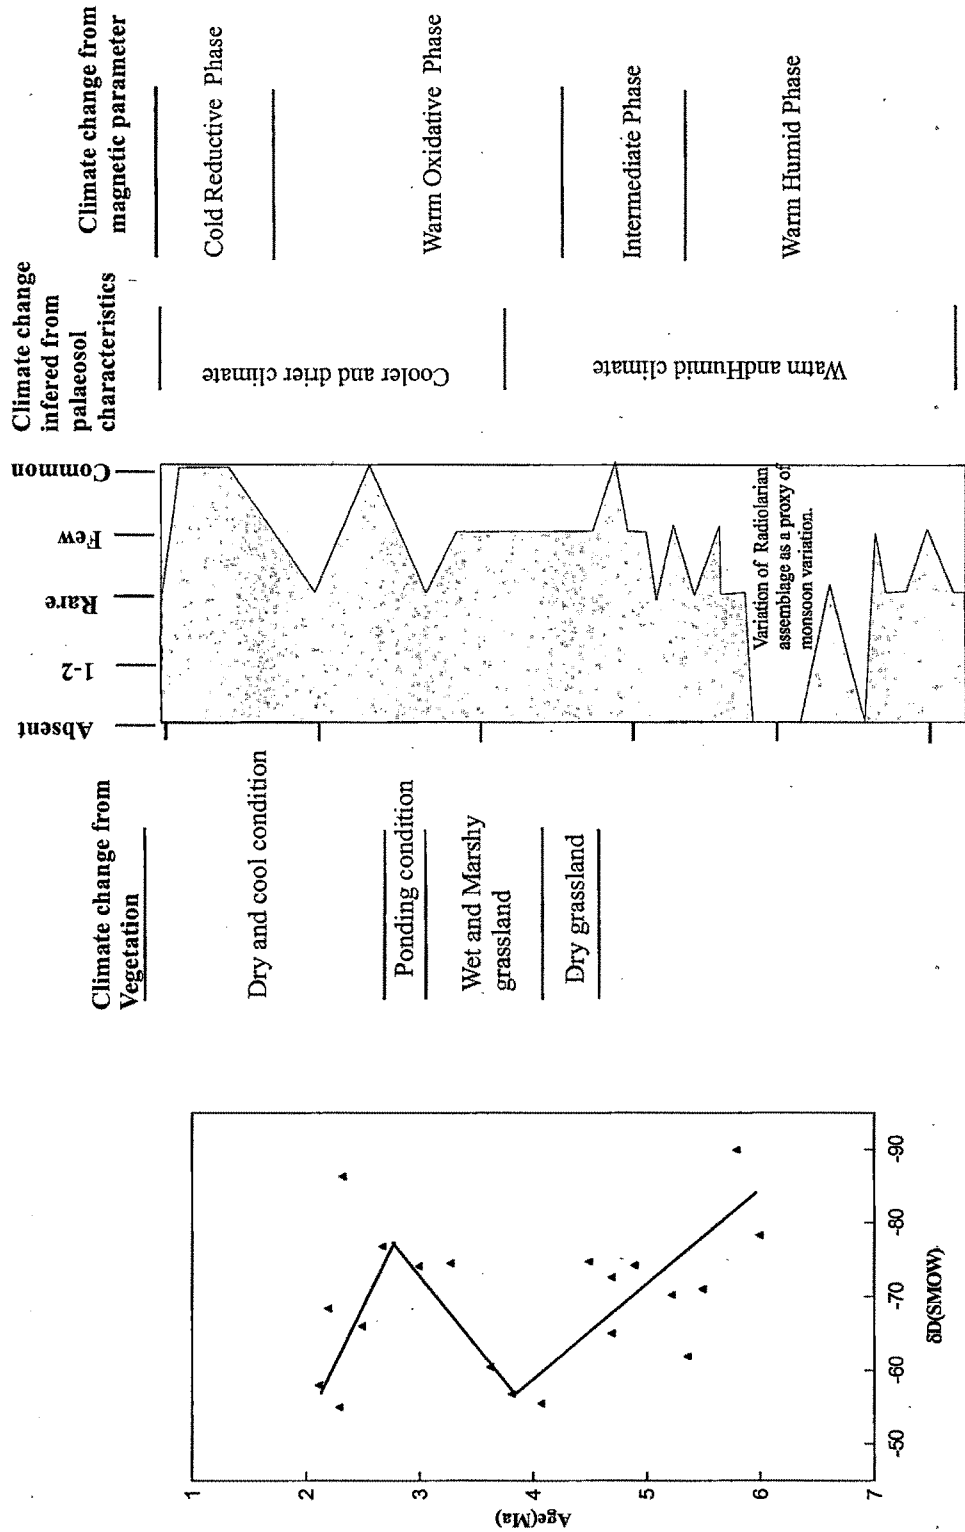 Climate change from
Vegetation
Dry and cool condition
Ponding condition
Wet and Marshy
grassland
Dry grassland
Absent
1-2
Rare
Few
Common
Variation of Radiolarian
assemblage as a proxy of
monsoon variation.
Climate change
infered from
palaeosol
characteristics
Cooler and drier climate
Watm andHumid climate
Climate change from
magnetic parameter
Cold Reductive Phase
Warm Oxidative Phase
Intermediate Phase
Warm Humid Phase
Age(Ma)
1
2
3
4
5
6
7
-50
-60
-70
-80
-90
δD(SMOW)